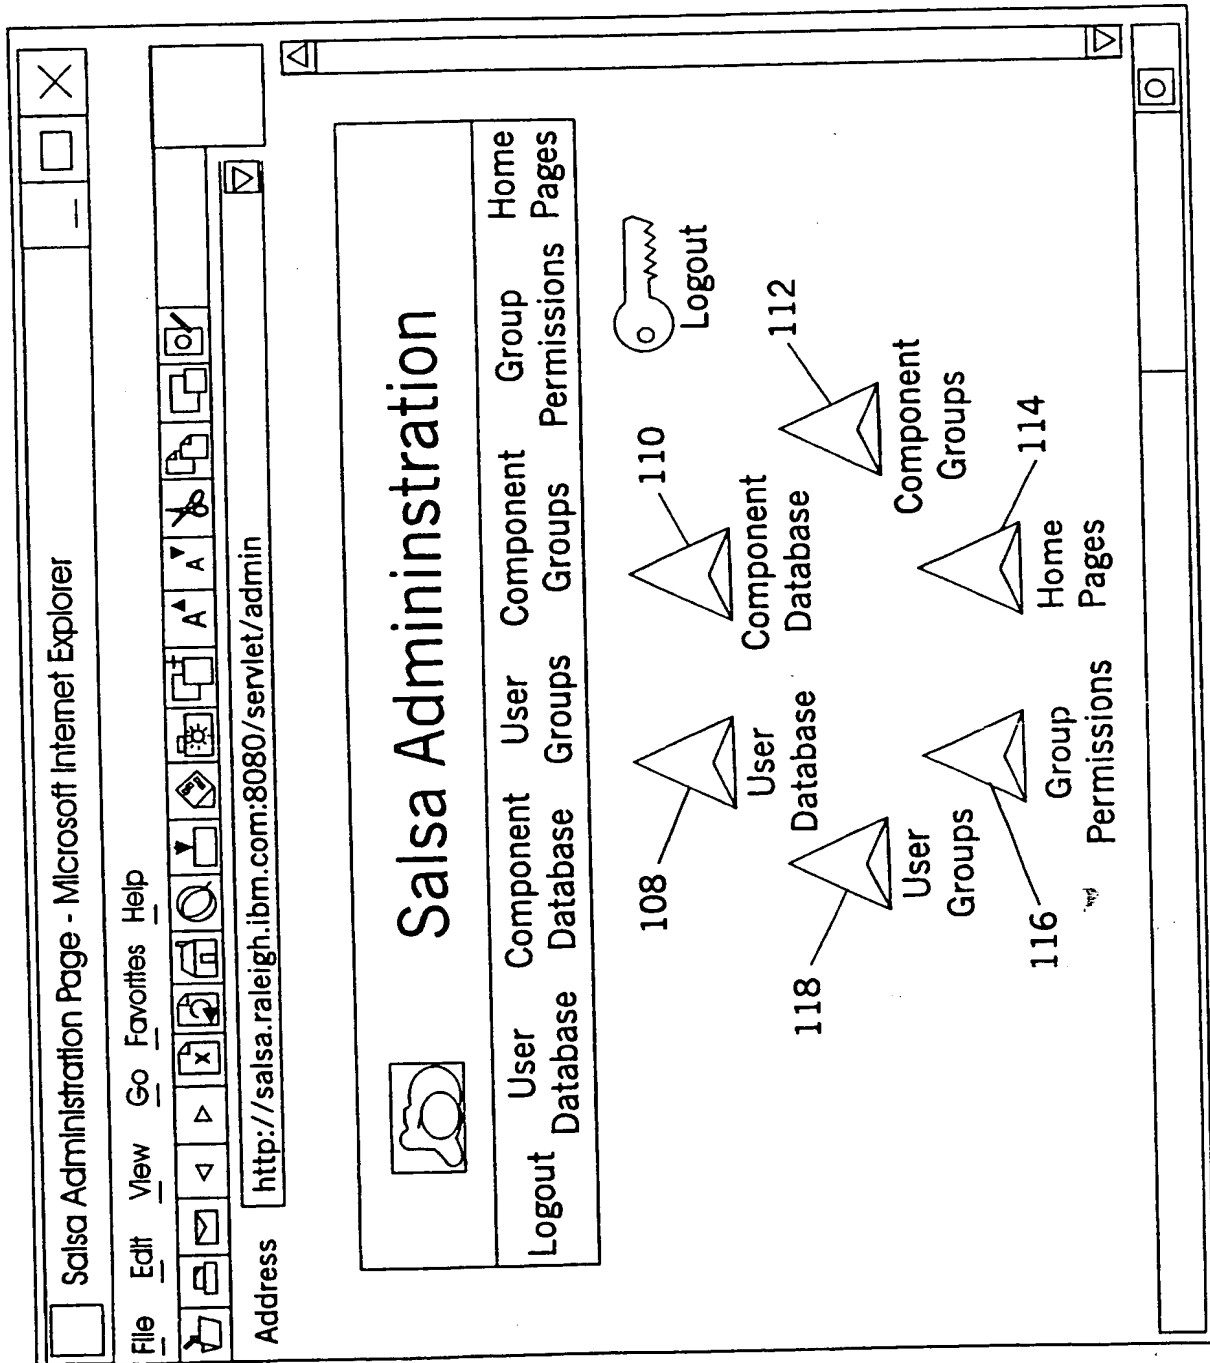 Salsa Administration Page - Microsoft Internet Explorer
File Edit View Go Favorites Help
A A
Address http://salsa.raleigh.ibm.com:8080/servlet/admin
Salsa Admininstration
Logout
User Database
Component Database
User Groups
Component Groups
Group Permissions
Home Pages
Logout
108
User
Database
110
Component
Database
112
Component
Groups
118
User
Groups
116
Group
Permissions
114
Home
Pages